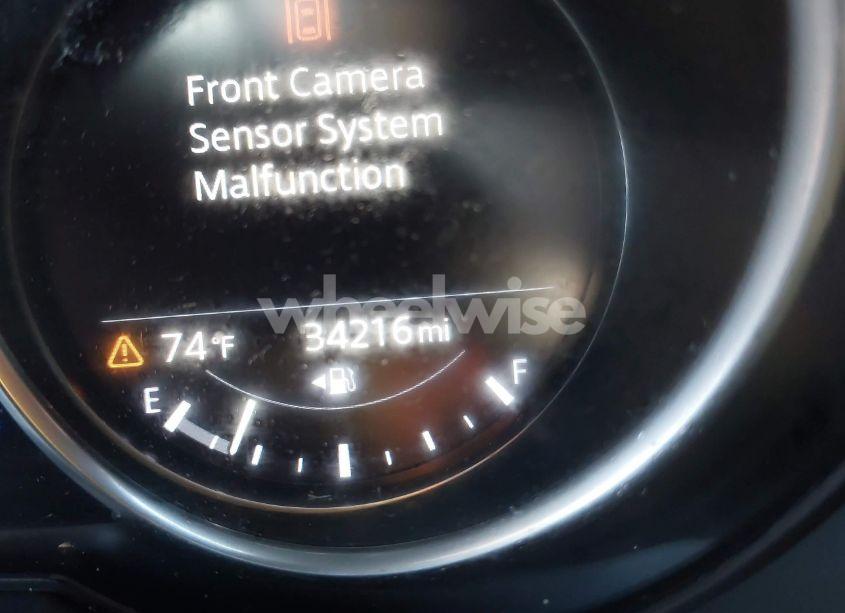 Front Camera
Sensor System
Malfunction
wheelwise
74°F
34216mi
E
F